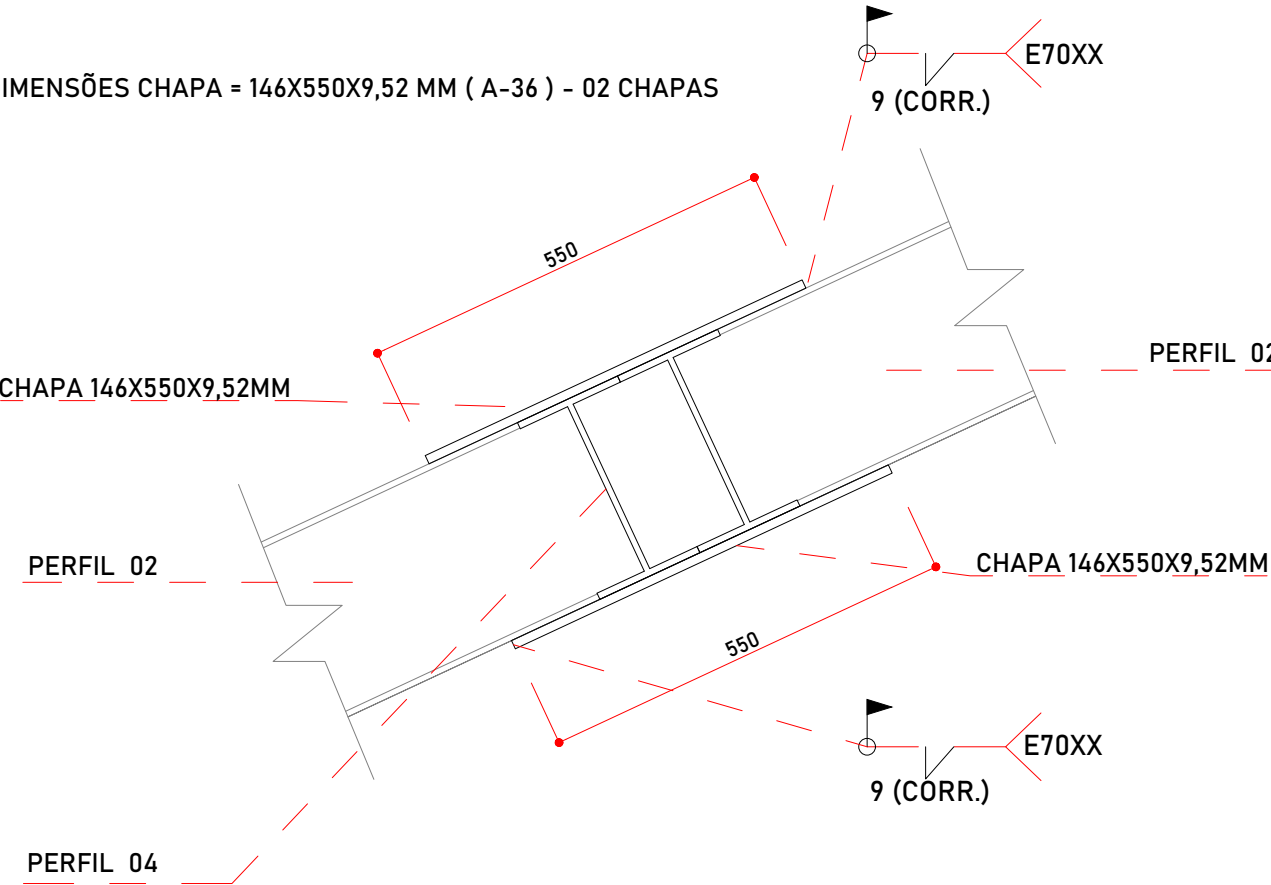 IMENSÕES CHAPA = 146X550X9,52 MM ( A-36 ) - 02 CHAPAS
E70XX
9 (CORR.)
550
PERFIL 02
CHAPA 146X550X9,52MM
PERFIL 02
CHAPA 146X550X9,52MM
550
E70XX
9 (CORR.)
PERFIL 04